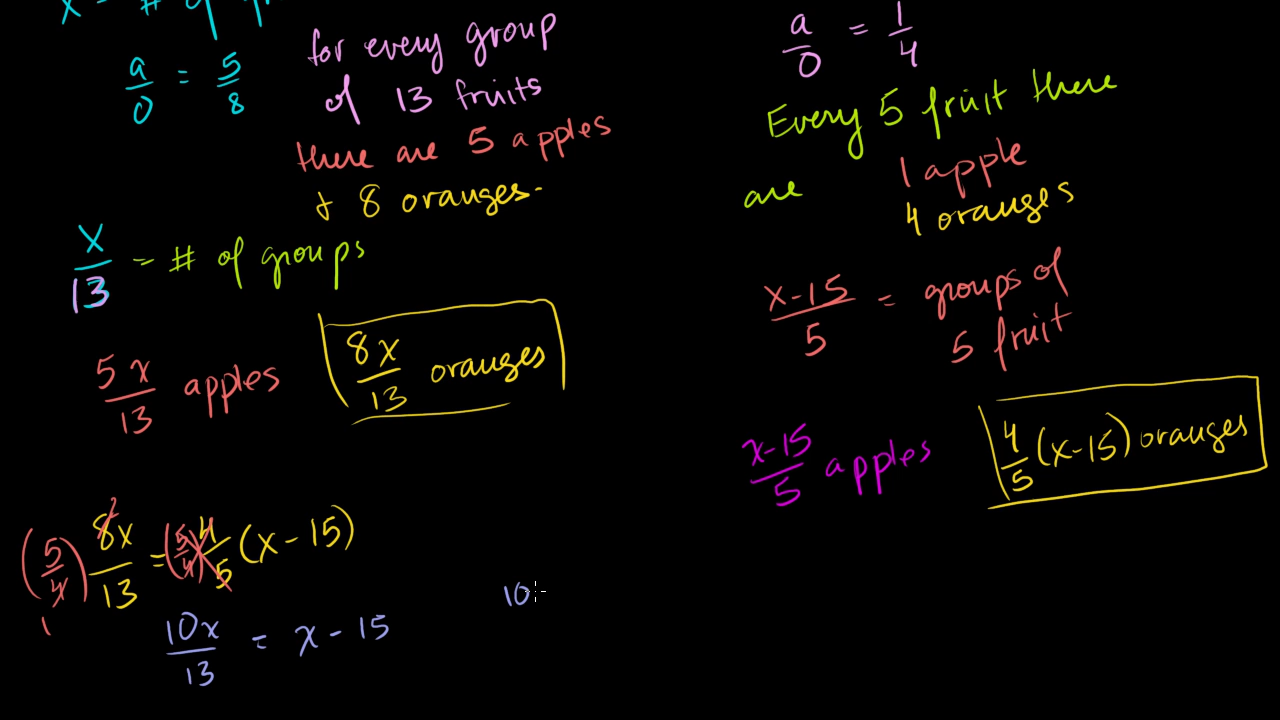 x - # of
a/o = 5/8
for every group
of 13 fruits
there are 5 apples
+ 8 oranges.
x/13 = # of groups
5x/13 apples
8x/13 oranges
(5/4) 8x/13 = (5/4) 4/5 (x - 15)
2
1
10x/13 = x - 15
10
a/o = 1/4
Every 5 fruit there
are
1 apple
4 oranges
x-15/5 = groups of
5 fruit
x-15/5 apples
4/5 (x-15) oranges